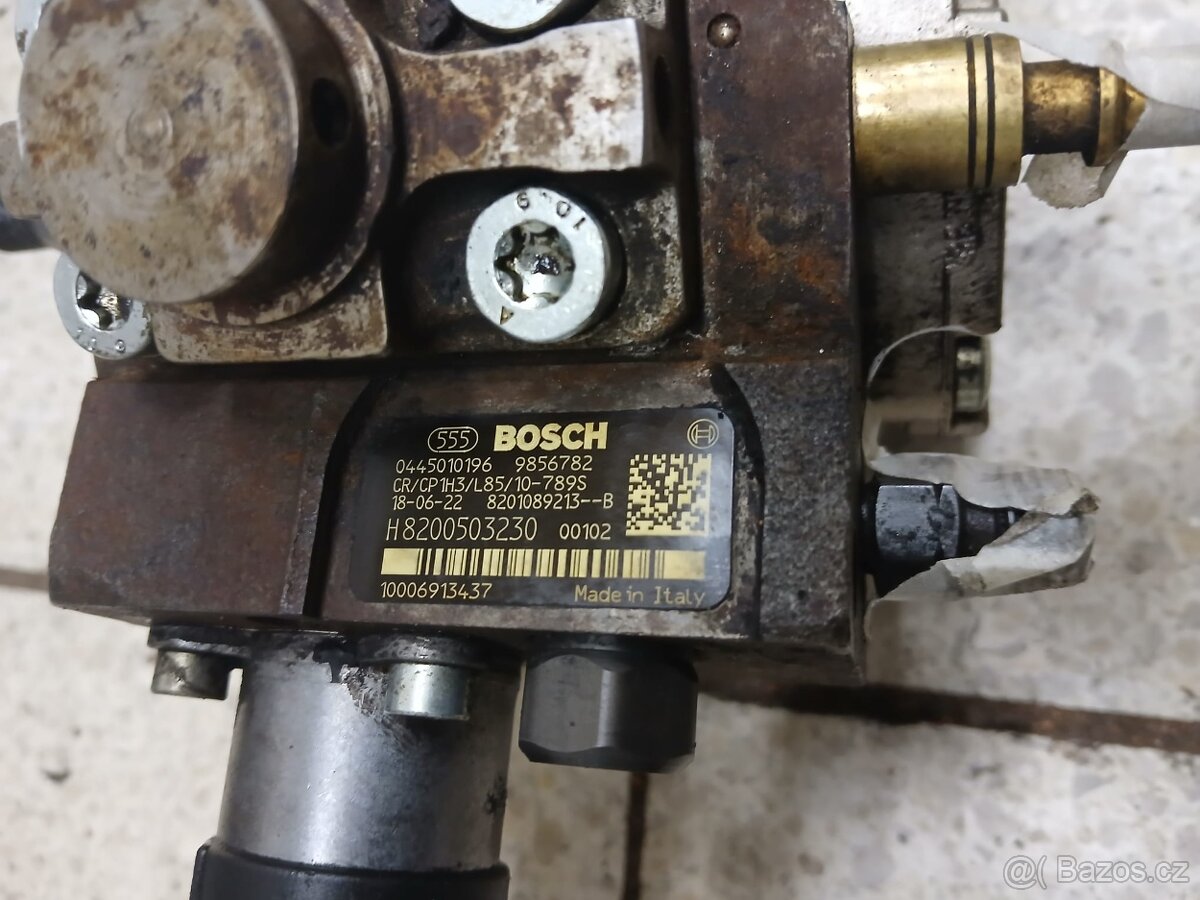 10.9
555 BOSCH
0445010196 9856782
CR/CP1H3/L85/10-789S
18-06-22 8201089213--B
H8200503230 00102
10006913437 Made in Italy
@( Bazos.cz